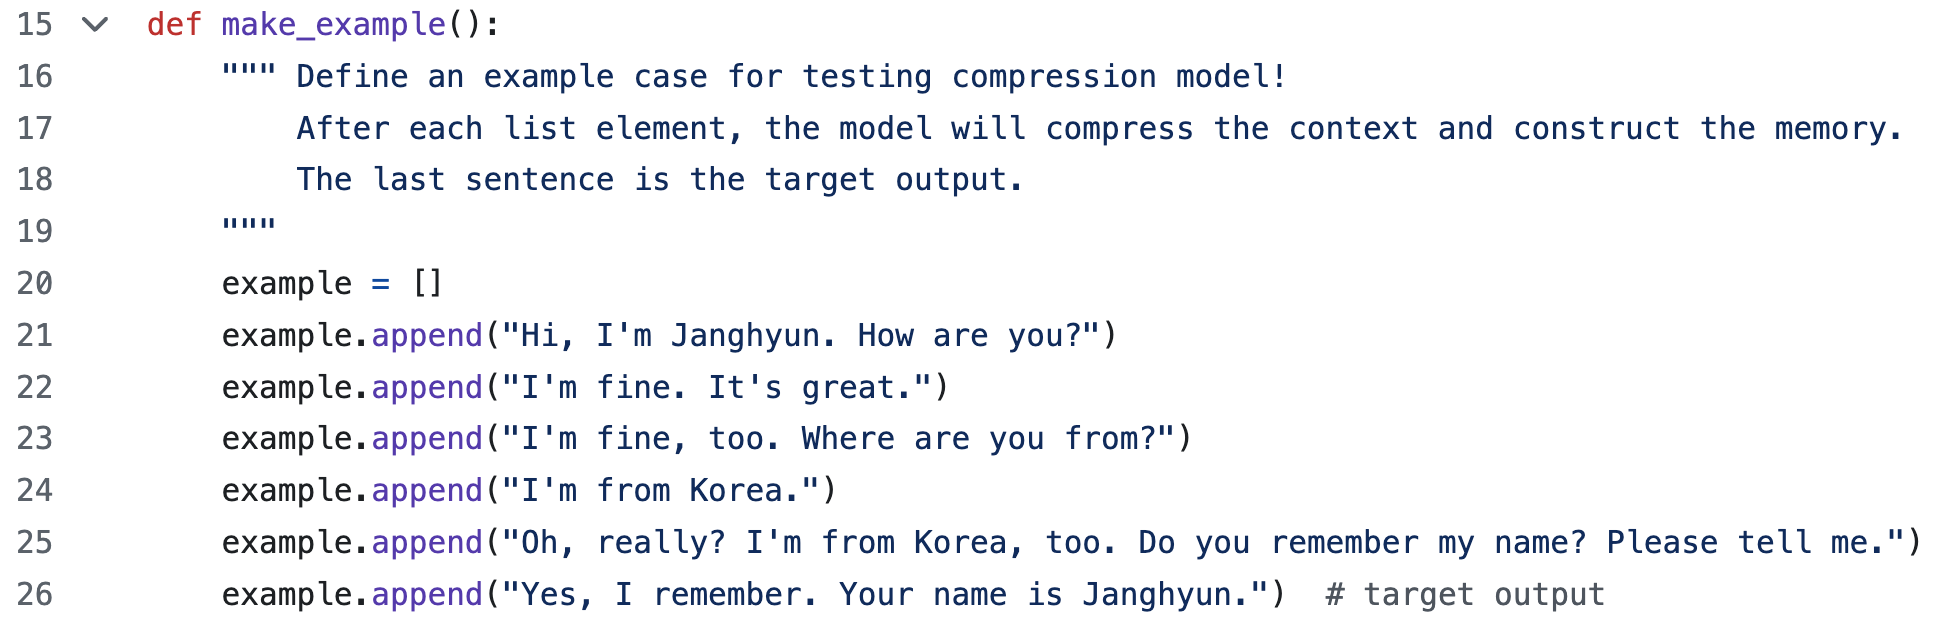 15 def make_example():
16 """ Define an example case for testing compression model!
17 After each list element, the model will compress the context and construct the memory.
18 The last sentence is the target output.
19 """
20 example = []
21 example.append("Hi, I'm Janghyun. How are you?")
22 example.append("I'm fine. It's great.")
23 example.append("I'm fine, too. Where are you from?")
24 example.append("I'm from Korea.")
25 example.append("Oh, really? I'm from Korea, too. Do you remember my name? Please tell me.")
26 example.append("Yes, I remember. Your name is Janghyun.")  # target output